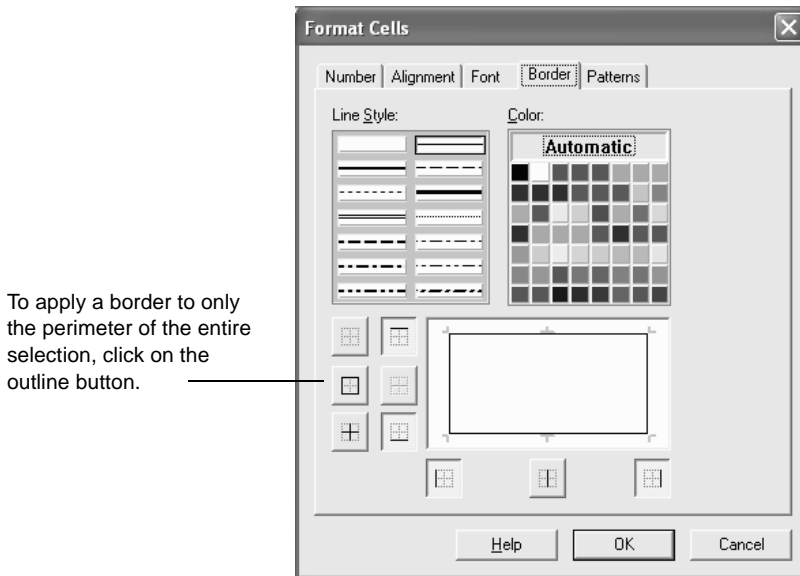 Format Cells
Number Alignment Font Border Patterns
Line Style:
Color:
Automatic
To apply a border to only
the perimeter of the entire
selection, click on the
outline button.
Help OK Cancel